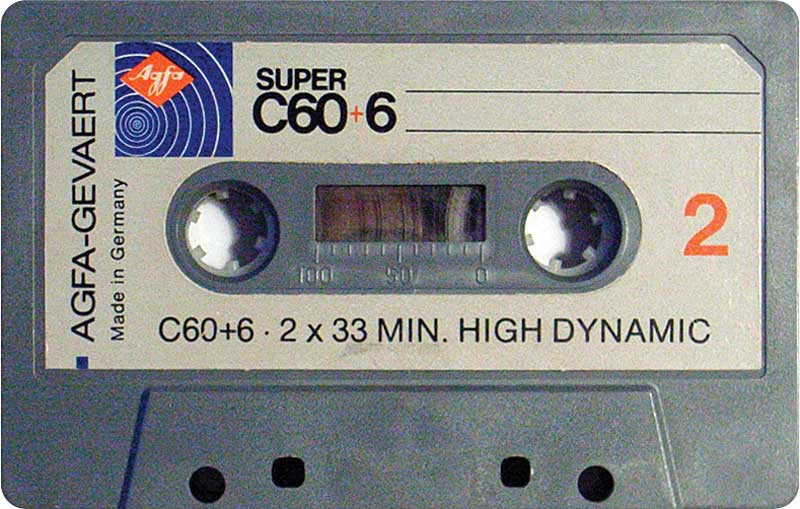 AGFA-GEVAERT
Made in Germany
Agfa
SUPER
C60+6
2
100 50 0
C60+6 · 2 x 33 MIN. HIGH DYNAMIC